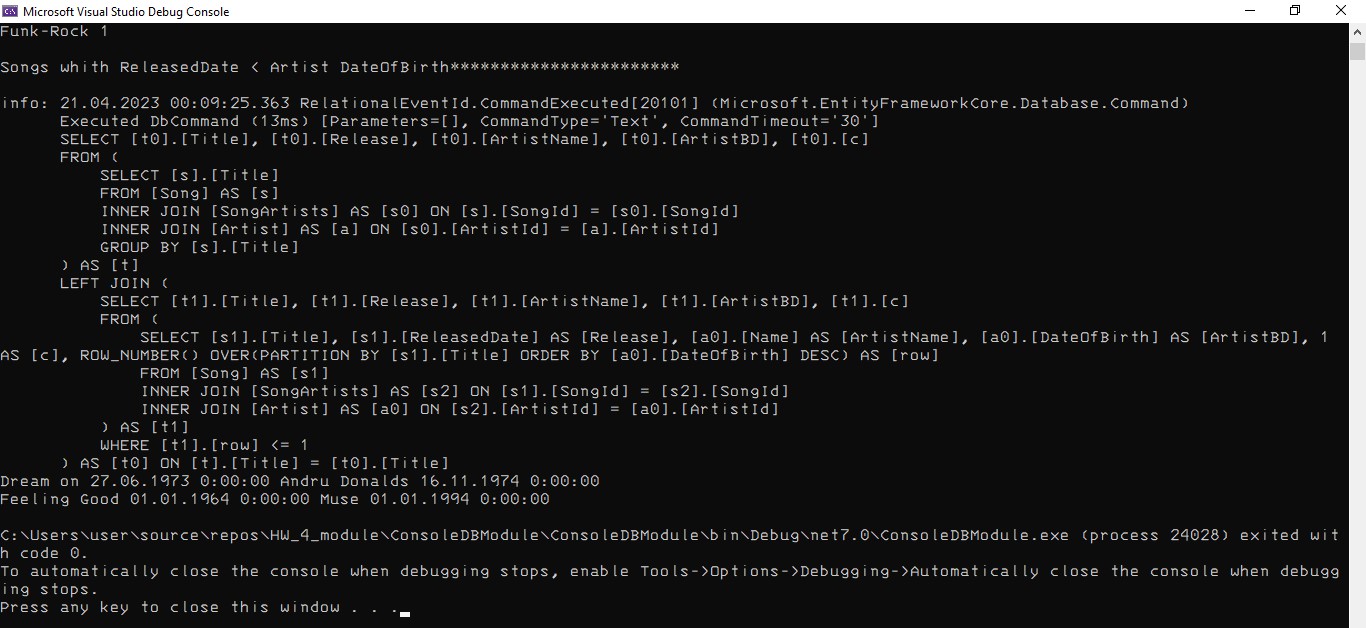 Microsoft Visual Studio Debug Console
Funk-Rock 1
Songs whith ReleasedDate < Artist DateOfBirth***********************
info: 21.04.2023 00:09:25.363 RelationalEventId.CommandExecuted[20101] (Microsoft.EntityFrameworkCore.Database.Command)
Executed DbCommand (13ms) [Parameters=[], CommandType='Text', CommandTimeout='30']
SELECT [t0].[Title], [t0].[Release], [t0].[ArtistName], [t0].[ArtistBD], [t0].[c]
FROM (
SELECT [s].[Title]
FROM [Song] AS [s]
INNER JOIN [SongArtists] AS [s0] ON [s].[SongId] = [s0].[SongId]
INNER JOIN [Artist] AS [a] ON [s0].[ArtistId] = [a].[ArtistId]
GROUP BY [s].[Title]
) AS [t]
LEFT JOIN (
SELECT [t1].[Title], [t1].[Release], [t1].[ArtistName], [t1].[ArtistBD], [t1].[c]
FROM (
SELECT [s1].[Title], [s1].[ReleasedDate] AS [Release], [a0].[Name] AS [ArtistName], [a0].[DateOfBirth] AS [ArtistBD], 1
AS [c], ROW_NUMBER() OVER(PARTITION BY [s1].[Title] ORDER BY [a0].[DateOfBirth] DESC) AS [row]
FROM [Song] AS [s1]
INNER JOIN [SongArtists] AS [s2] ON [s1].[SongId] = [s2].[SongId]
INNER JOIN [Artist] AS [a0] ON [s2].[ArtistId] = [a0].[ArtistId]
) AS [t1]
WHERE [t1].[row] <= 1
) AS [t0] ON [t].[Title] = [t0].[Title]
Dream on 27.06.1973 0:00:00 Andru Donalds 16.11.1974 0:00:00
Feeling Good 01.01.1964 0:00:00 Muse 01.01.1994 0:00:00
C:\Users\user\source\repos\HW_4_module\ConsoleDBModule\ConsoleDBModule\bin\Debug\net7.0\ConsoleDBModule.exe (process 24028) exited wit
h code 0.
To automatically close the console when debugging stops, enable Tools->Options->Debugging->Automatically close the console when debugg
ing stops.
Press any key to close this window . . .